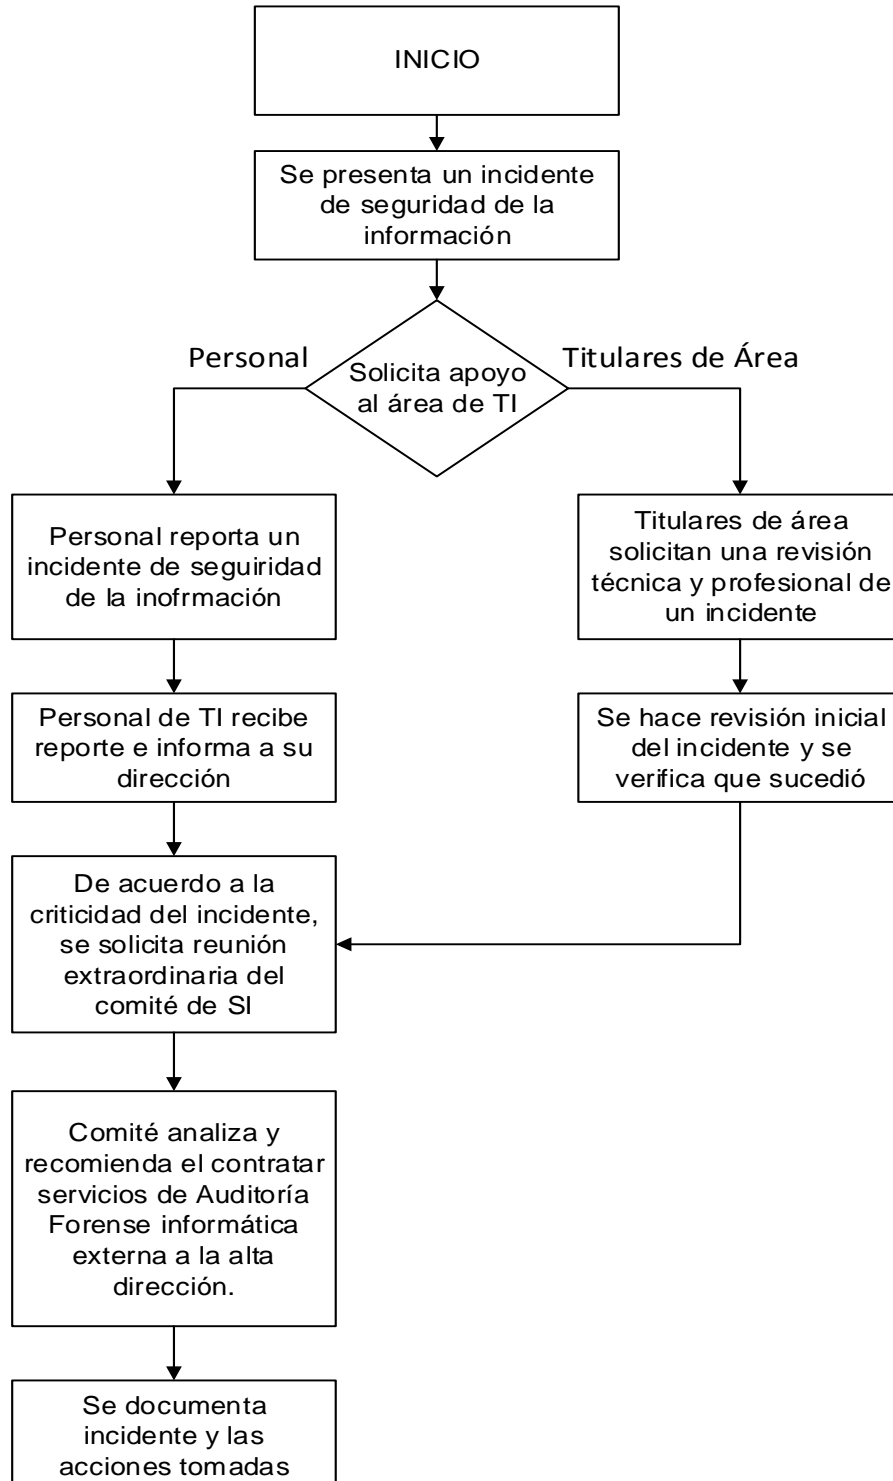 INICIO
Se presenta un incidente
de seguridad de la
información
Personal
Titulares de Área
Solicita apoyo
al área de TI
Personal reporta un
incidente de seguiridad
de la inofrmación
Titulares de área
solicitan una revisión
técnica y profesional de
un incidente
Personal de TI recibe
reporte e informa a su
dirección
Se hace revisión inicial
del incidente y se
verifica que sucedió
De acuerdo a la
criticidad del incidente,
se solicita reunión
extraordinaria del
comité de SI
Comité analiza y
recomienda el contratar
servicios de Auditoría
Forense informática
externa a la alta
dirección.
Se documenta
incidente y las
acciones tomadas